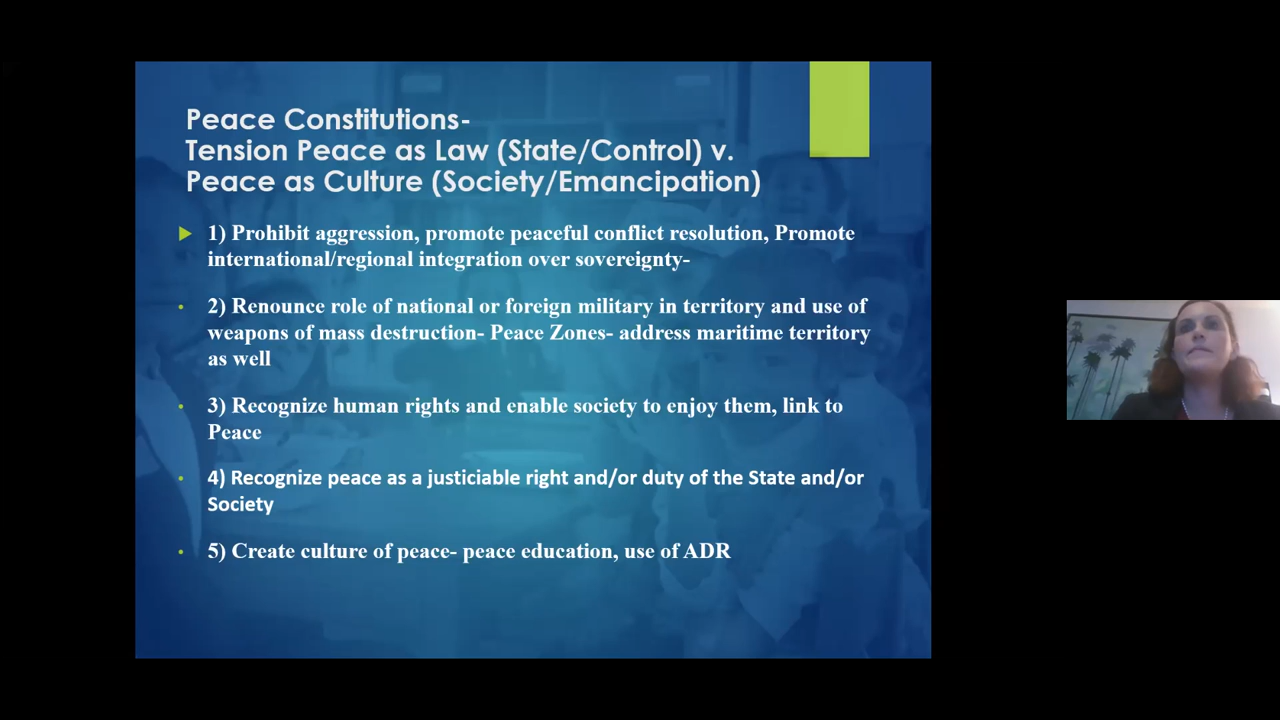 Peace Constitutions-
Tension Peace as Law (State/Control) v.
Peace as Culture (Society/Emancipation)
1) Prohibit aggression, promote peaceful conflict resolution, Promote
international/regional integration over sovereignty-
2) Renounce role of national or foreign military in territory and use of
weapons of mass destruction- Peace Zones- address maritime territory
as well
3) Recognize human rights and enable society to enjoy them, link to
Peace
4) Recognize peace as a justiciable right and/or duty of the State and/or
Society
5) Create culture of peace- peace education, use of ADR